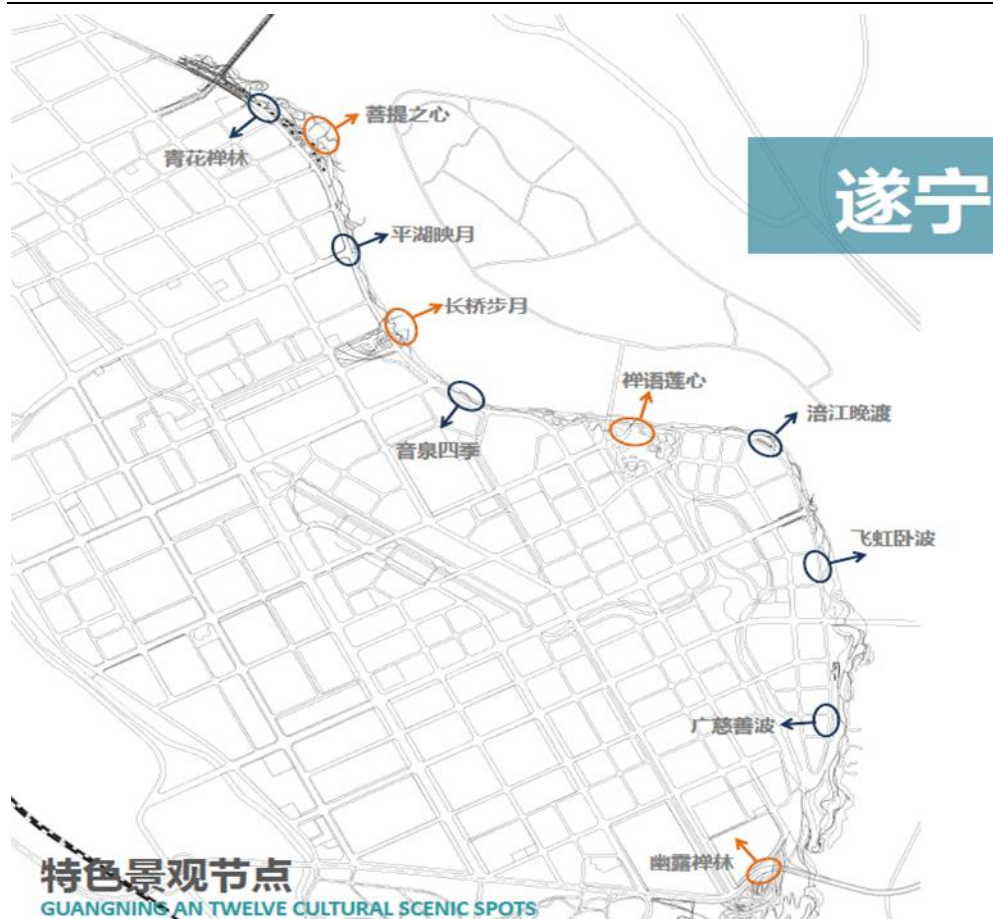 菩提之心
青花禅林
遂宁
平湖映月
长桥步月
禅语莲心
涪江晚渡
音泉四季
飞虹卧波
广慈善波
幽露禅林
特色景观节点
GUANGNING AN TWELVE CULTURAL SCENIC SPOTS